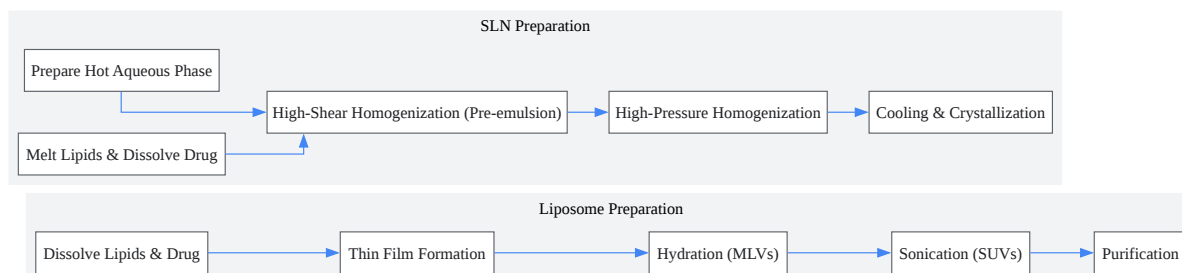 SLN Preparation
Prepare Hot Aqueous Phase
High-Shear Homogenization (Pre-emulsion)
High-Pressure Homogenization
Cooling & Crystallization
Melt Lipids & Dissolve Drug
Liposome Preparation
Dissolve Lipids & Drug
Thin Film Formation
Hydration (MLVs)
Sonication (SUVs)
Purification